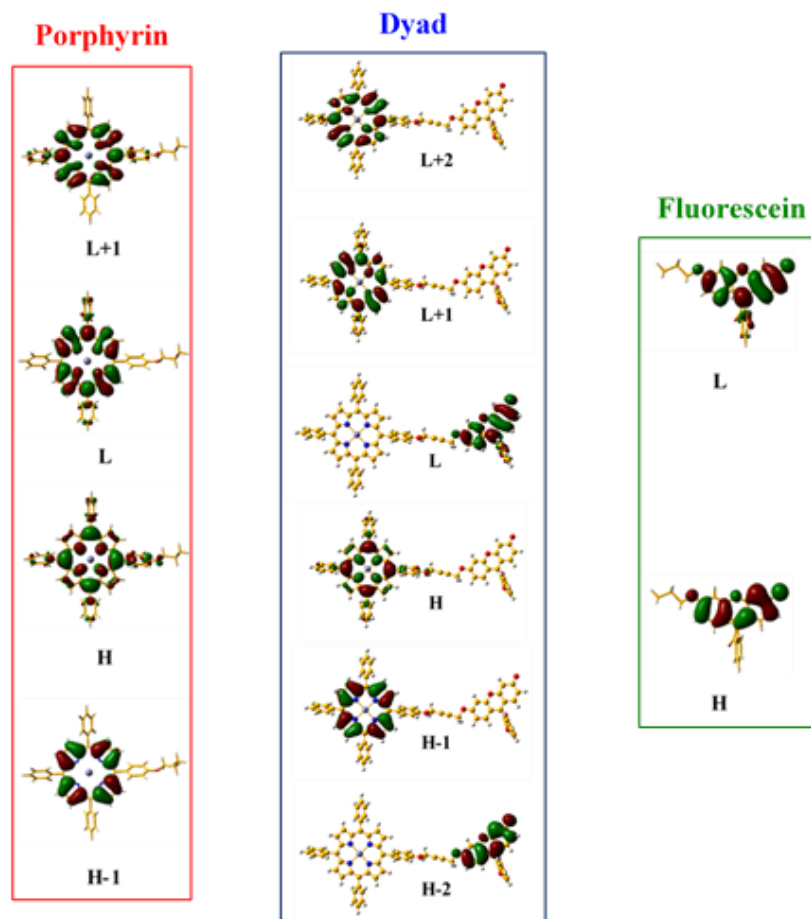 Porphyrin
L+1
L
H
H-1
Dyad
L+2
L+1
L
H
H-1
H-2
Fluorescein
L
H